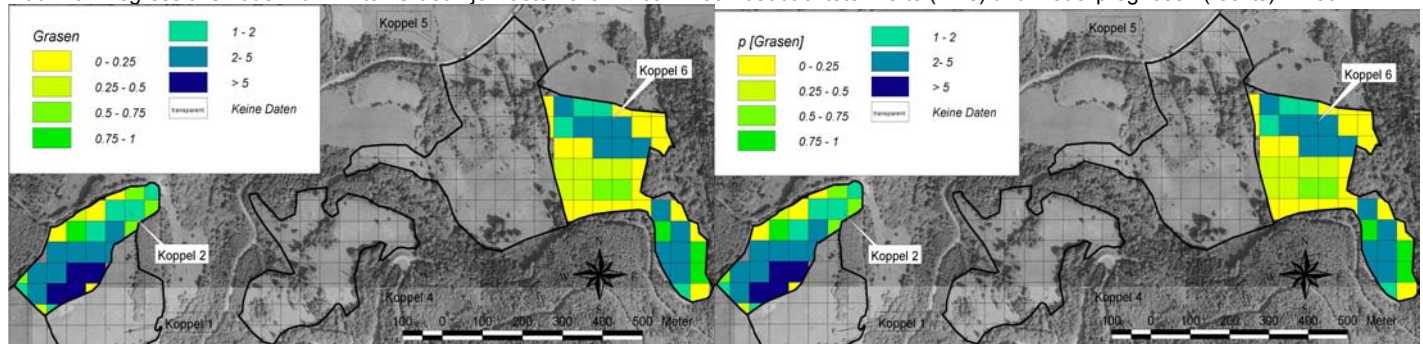 Grasen
0 - 0.25
0.25 - 0.5
0.5 - 0.75
0.75 - 1
1 - 2
2- 5
> 5
transparent Keine Daten
Koppel 5
Koppel 6
Koppel 2
Koppel 4
Koppel 1
100 0 100 200 300 400 500 Meter
p [Grasen]
0 - 0.25
0.25 - 0.5
0.5 - 0.75
0.75 - 1
1 - 2
2- 5
> 5
transparent Keine Daten
Koppel 5
Koppel 6
Koppel 2
Koppel 4
Koppel 1
100 0 100 200 300 400 500 Meter